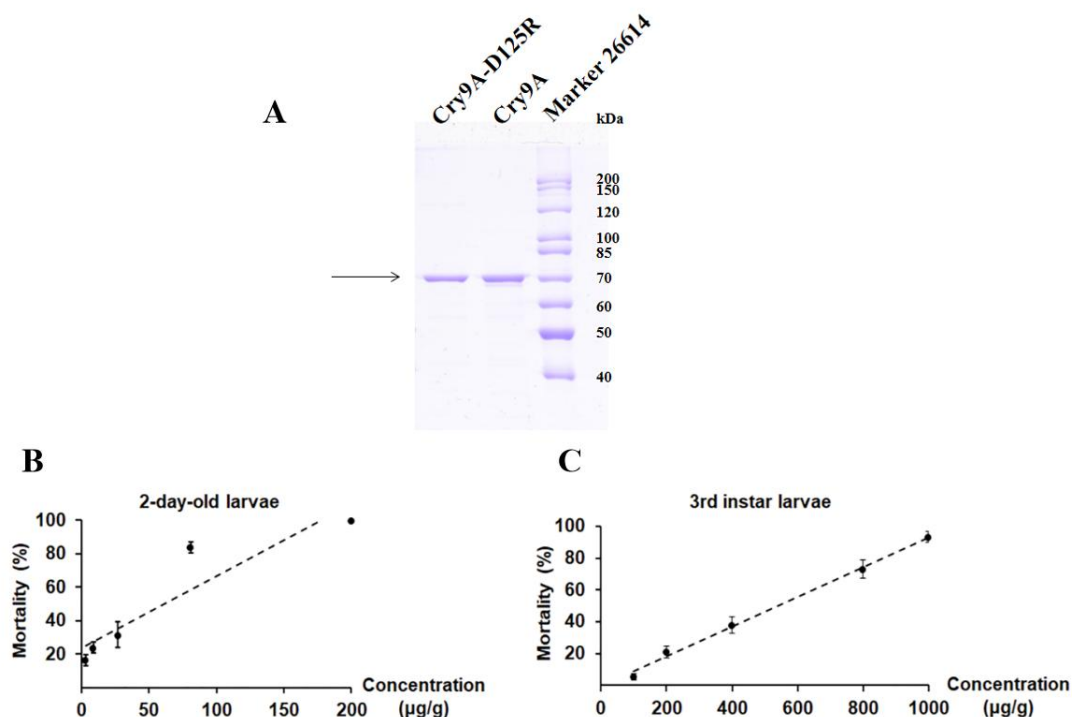 A
Cry9A-D125R
Cry9A
Marker 26614
kDa
200
150
120
100
85
70
60
50
40
B
2-day-old larvae
Mortality (%)
100
80
60
40
20
0
50
100
150
200
Concentration
(µg/g)
C
3rd instar larvae
Mortality (%)
100
80
60
40
20
0
200
400
600
800
1000
Concentration
(µg/g)